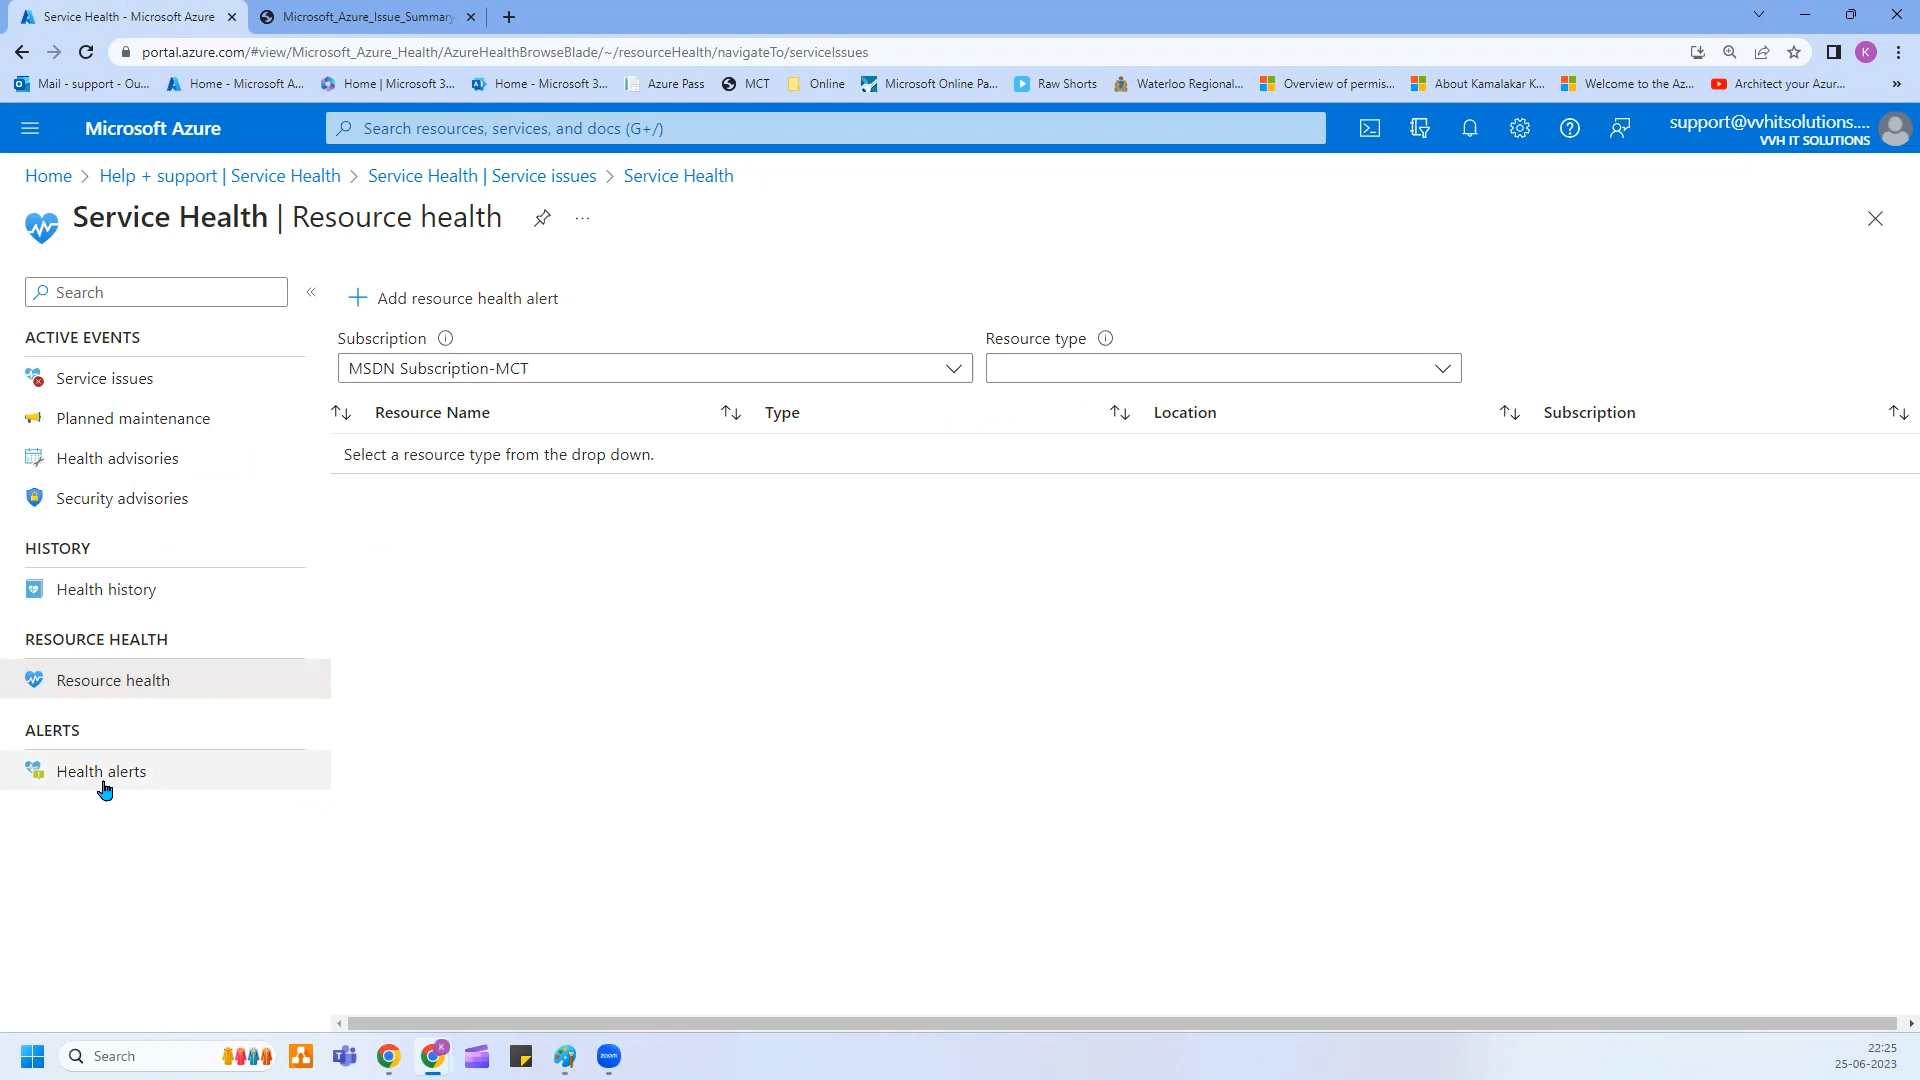 Service Health - Microsoft Azure
Microsoft_Azure_Issue_Summary
portal.azure.com/#view/Microsoft_Azure_Health/AzureHealthBrowseBlade/~/resourceHealth/navigateTo/serviceIssues
K
Mail - support - Ou...
Home - Microsoft A...
Home | Microsoft 3...
Home - Microsoft 3...
Azure Pass
MCT
Online
Microsoft Online Pa...
Raw Shorts
Waterloo Regional...
Overview of permis...
About Kamalakar K...
Welcome to the Az...
Architect your Azur...
»
Microsoft Azure
Search resources, services, and docs (G+/)
support@vvhitsolutions....
VVH IT SOLUTIONS
Home > Help + support | Service Health > Service Health | Service issues > Service Health
Service Health | Resource health
...
Search
«
Add resource health alert
ACTIVE EVENTS
Service issues
Planned maintenance
Health advisories
Security advisories
HISTORY
Health history
RESOURCE HEALTH
Resource health
ALERTS
Health alerts
Subscription
Resource type
MSDN Subscription-MCT
Resource Name
Type
Location
Subscription
Select a resource type from the drop down.
Search
K
zoom
22:25
25-06-2023